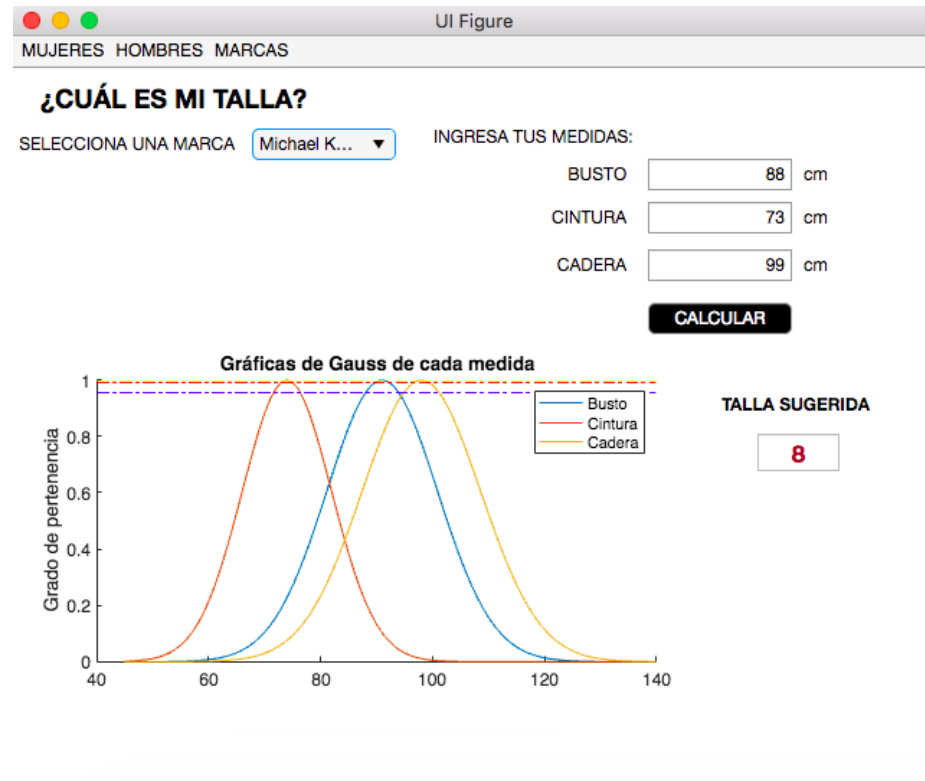 UI Figure
MUJERES HOMBRES MARCAS
¿CUÁL ES MI TALLA?
SELECCIONA UNA MARCA Michael K... ▼
INGRESA TUS MEDIDAS:
BUSTO 88 cm
CINTURA 73 cm
CADERA 99 cm
CALCULAR
Gráficas de Gauss de cada medida
Grado de pertenencia
1
0.8
0.6
0.4
0.2
0
40 60 80 100 120 140
Busto
Cintura
Cadera
TALLA SUGERIDA
8